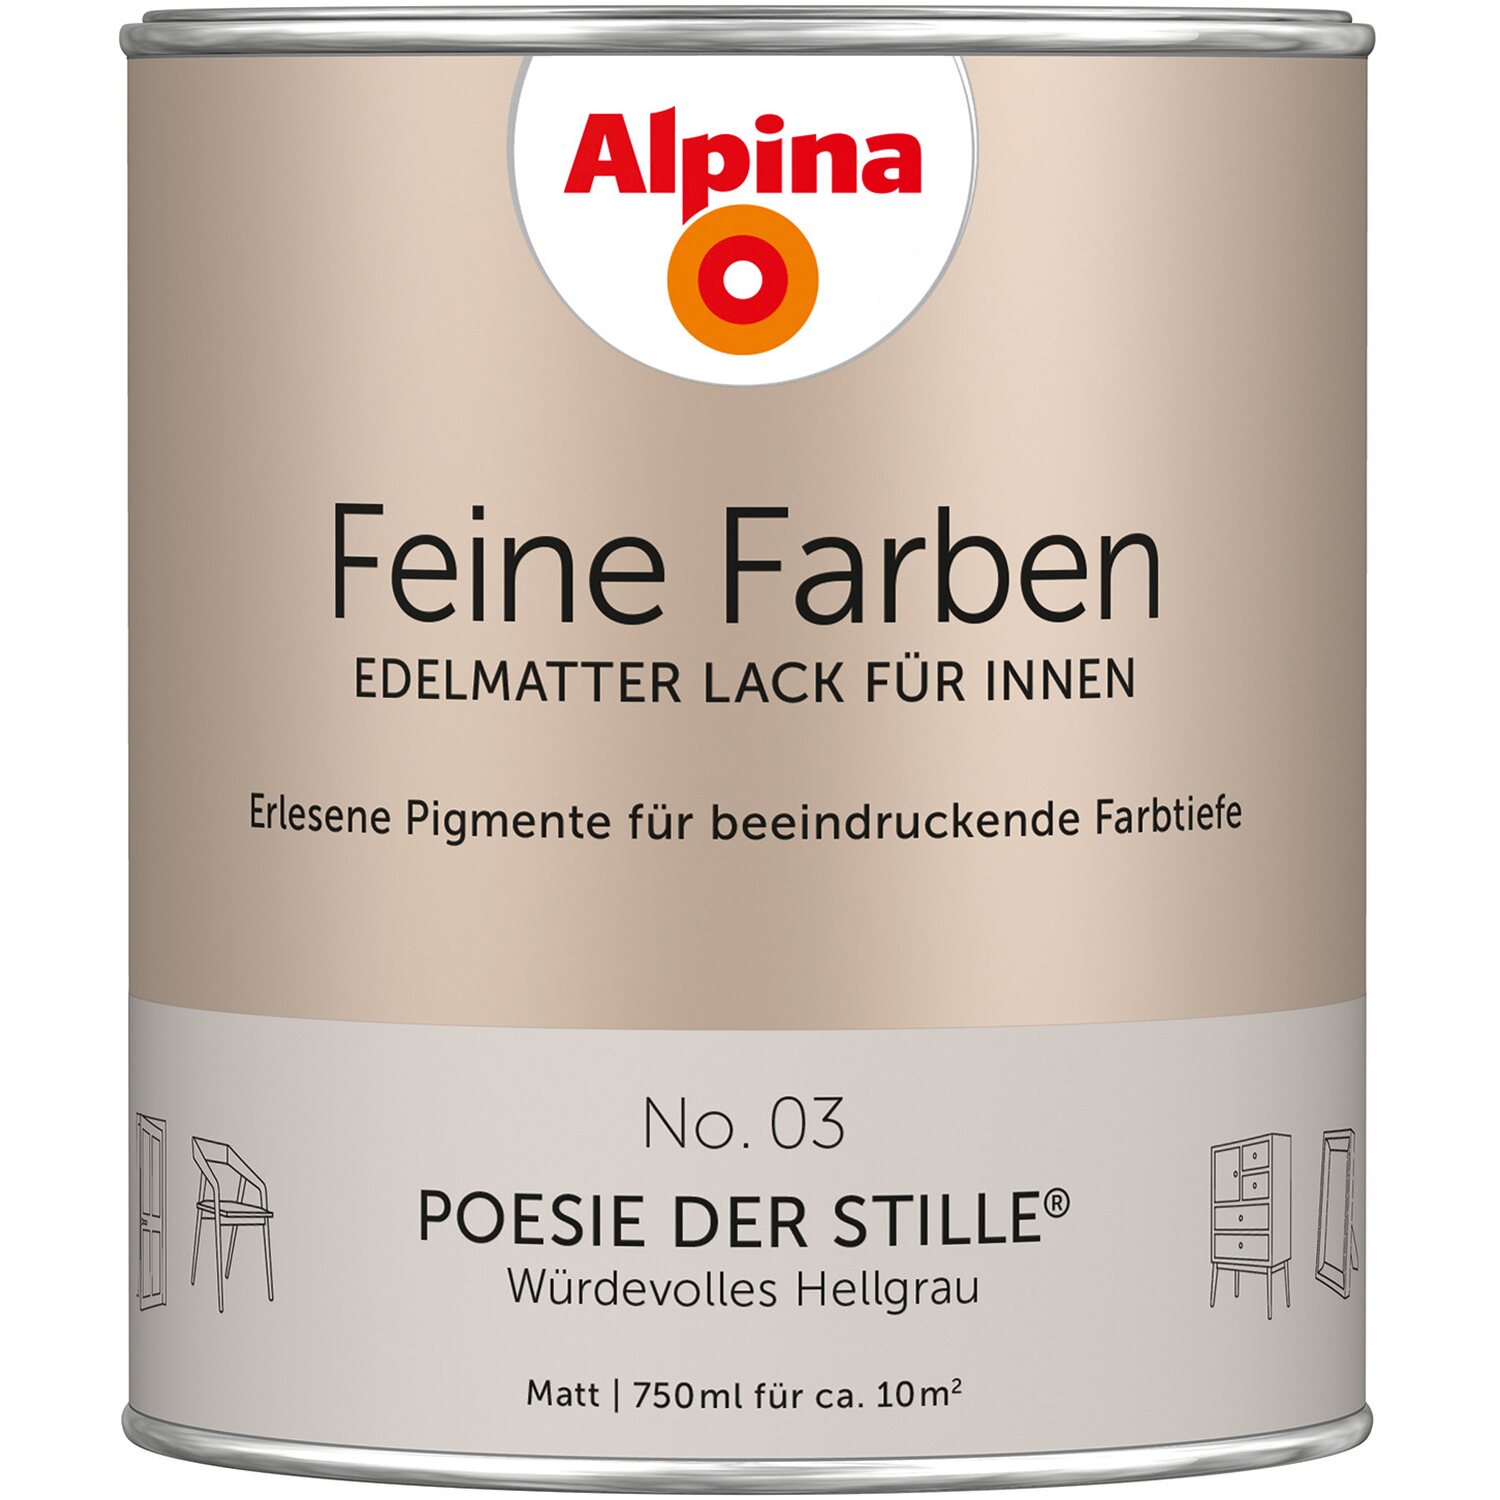 Alpina
Feine Farben
EDELMATTER LACK FÜR INNEN
Erlesene Pigmente für beeindruckende Farbtiefe
No. 03
POESIE DER STILLE®
Würdevolles Hellgrau
Matt | 750ml für ca. 10m²